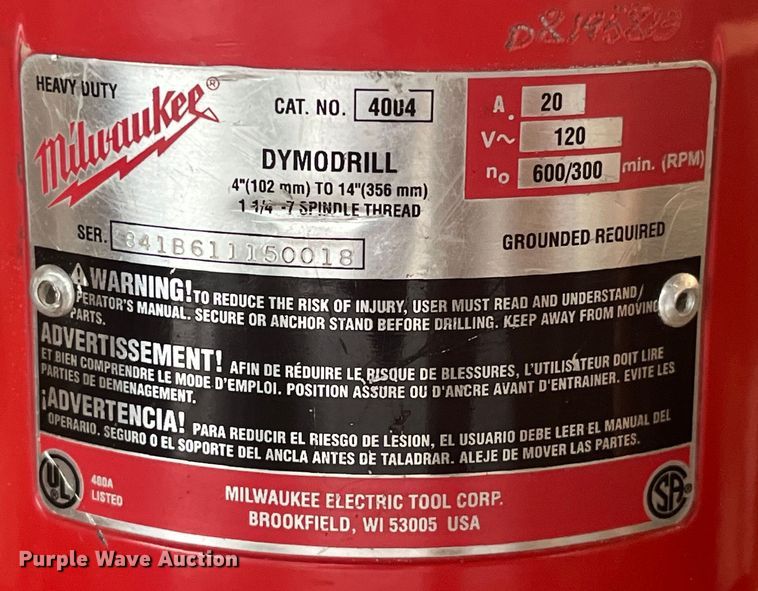 HEAVY DUTY
Milwaukee®
CAT. NO. 4004
DYMODRILL
4"(102 mm) TO 14"(356 mm)
1 1/4 -7 SPINDLE THREAD
SER. 841B611150018
A. 20
V~ 120
no 600/300 min. (RPM)
GROUNDED REQUIRED
⚠WARNING! TO REDUCE THE RISK OF INJURY, USER MUST READ AND UNDERSTAND
OPERATOR'S MANUAL. SECURE OR ANCHOR STAND BEFORE DRILLING. KEEP AWAY FROM MOVING
PARTS.
ADVERTISSEMENT! AFIN DE RÉDUIRE LE RISQUE DE BLESSURES, L'UTILISATEUR DOIT LIRE
ET BIEN COMPRENDRE LE MODE D'EMPLOI. POSITION ASSURE OU D'ANCRE AVANT D'ENTRAINER. EVITE LES
PARTIES DE DEMENAGEMENT.
¡ADVERTENCIA! PARA REDUCIR EL RIESGO DE LESION, EL USUARIO DEBE LEER EL MANUAL DEL
OPERARIO. SEGURO O EL SOPORTE DEL ANCLA ANTES DE TALADRAR. ALEJE DE MOVER LAS PARTES.
UL
480A
LISTED
MILWAUKEE ELECTRIC TOOL CORP.
BROOKFIELD, WI 53005 USA
SA
Purple Wave Auction